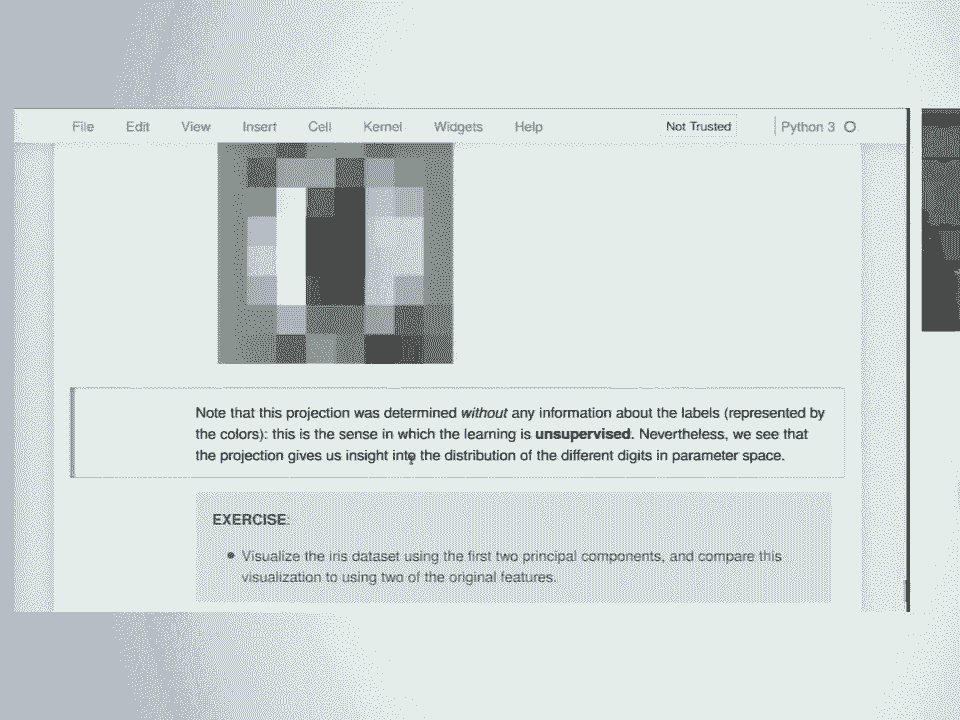 File Edit View Insert Cell Kernel Widgets Help Not Trusted Python 3
Note that this projection was determined without any information about the labels (represented by
the colors): this is the sense in which the learning is unsupervised. Nevertheless, we see that
the projection gives us insight into the distribution of the different digits in parameter space.
EXERCISE:
Visualize the iris dataset using the first two principal components, and compare this
visualization to using two of the original features.